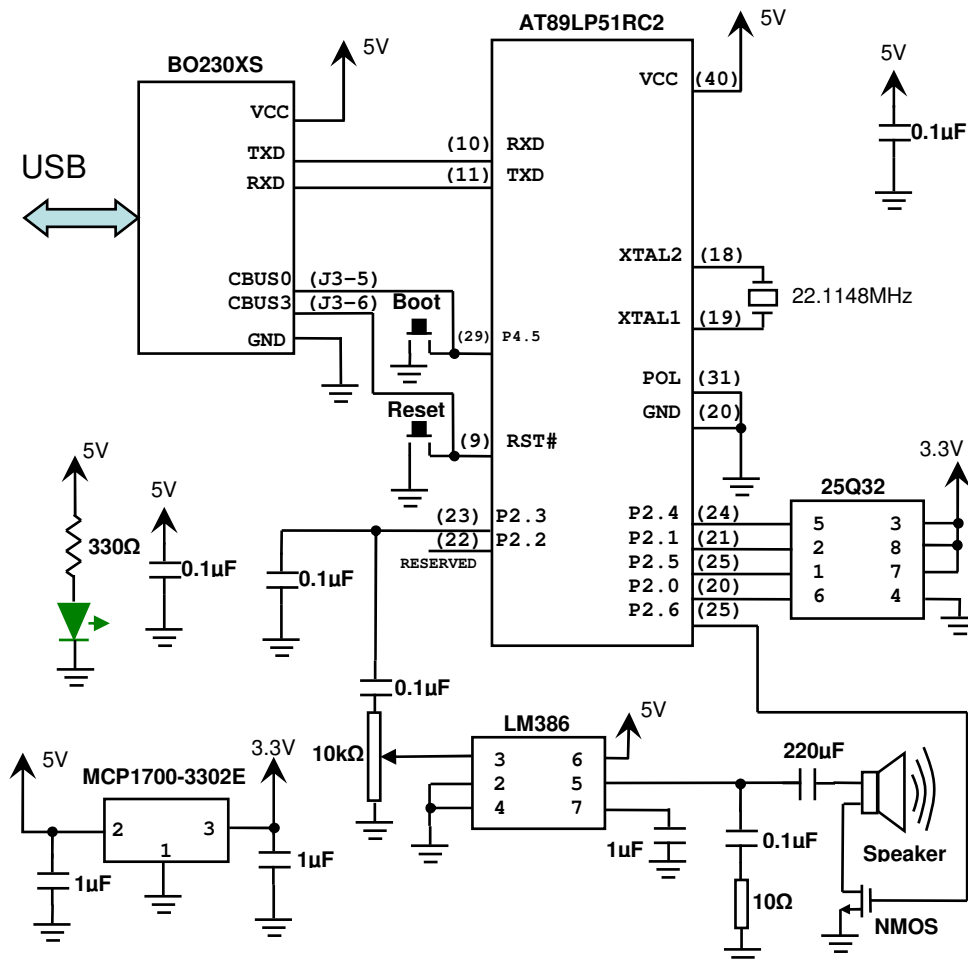 AT89LP51RC2
5V
5V
BO230XS
5V
VCC (40)
VCC
0.1µF
TXD (10) RXD
USB
RXD (11) TXD
XTAL2 (18)
CBUS0 (J3-5)
22.1148MHz
CBUS3 (J3-6) Boot
XTAL1 (19)
GND
(29) P4.5
POL (31)
Reset
GND (20)
(9) RST#
3.3V
5V
25Q32
5V
(23) P2.3
P2.4 (24) 5 3
(22) P2.2
P2.1 (21) 2 8
330Ω
RESERVED
P2.5 (25) 1 7
0.1µF
0.1µF
P2.0 (20) 6 4
P2.6 (25)
0.1µF
LM386
5V
220µF
5V
3.3V
10kΩ
3 6
MCP1700-3302E
2 5
4 7
2 3
1
1µF
0.1µF
Speaker
1µF
1µF
10Ω
NMOS